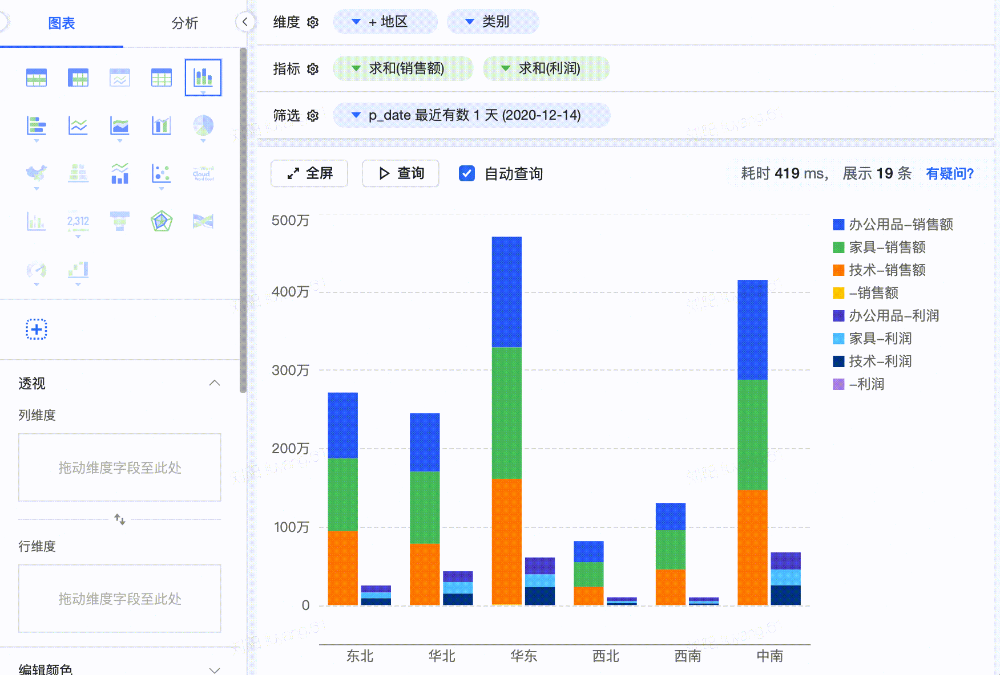 图表 分析
维度 + 地区 类别
指标 求和(销售额) 求和(利润)
筛选 p_date 最近有数 1 天 (2020-12-14)
全屏 查询 自动查询 耗时 419 ms, 展示 19 条 有疑问?
Word
Cloud
Word Cloud
2,312
透视
列维度
拖动维度字段至此处
行维度
拖动维度字段至此处
编辑颜色
500万
400万
300万
200万
100万
0
东北 华北 华东 西北 西南 中南
办公用品-销售额
家具-销售额
技术-销售额
-销售额
办公用品-利润
家具-利润
技术-利润
-利润